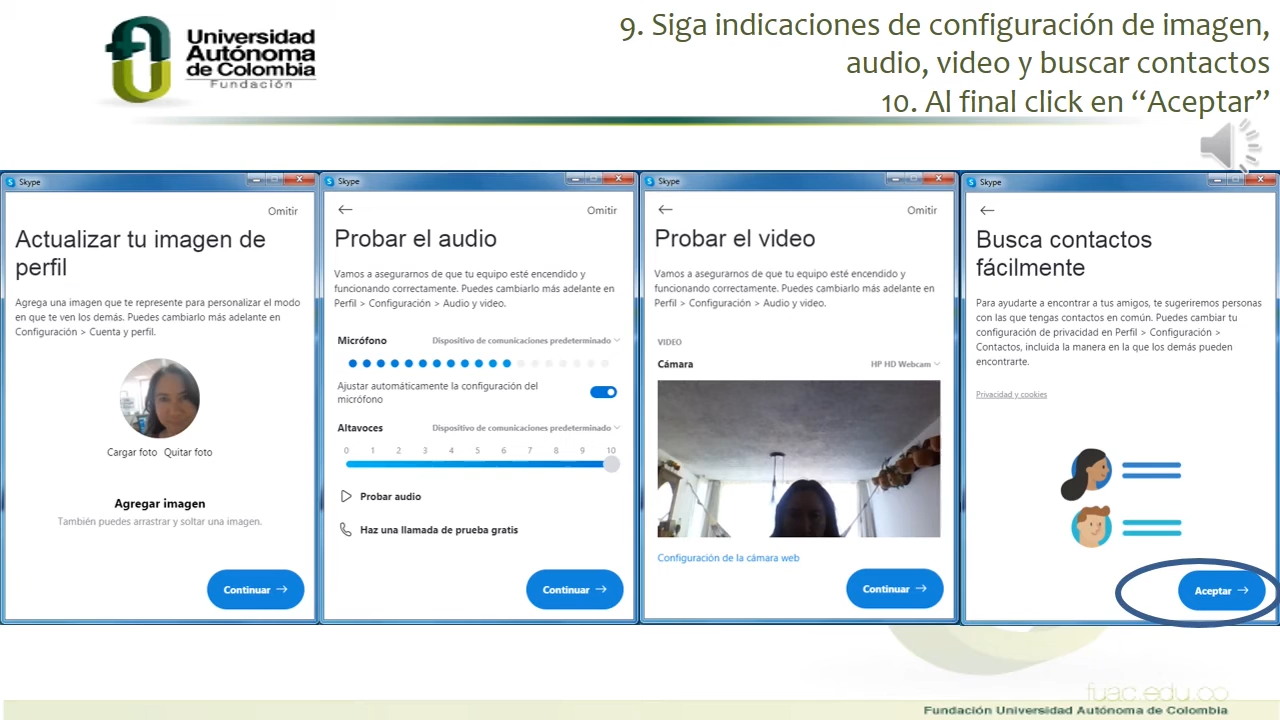 Universidad
Autónoma
de Colombia
Fundación
9. Siga indicaciones de configuración de imagen,
audio, video y buscar contactos
10. Al final click en “Aceptar”
Skype
Omitir
Actualizar tu imagen de
perfil
Agrega una imagen que te represente para personalizar el modo
en que te ven los demás. Puedes cambiarlo más adelante en
Configuración > Cuenta y perfil.
Cargar foto Quitar foto
Agregar imagen
También puedes arrastrar y soltar una imagen.
Continuar
Skype
Omitir
Probar el audio
Vamos a asegurarnos de que tu equipo esté encendido y
funcionando correctamente. Puedes cambiarlo más adelante en
Perfil > Configuración > Audio y video.
Micrófono Dispositivo de comunicaciones predeterminado
Ajustar automáticamente la configuración del
micrófono
Altavoces Dispositivo de comunicaciones predeterminado
0 1 2 3 4 5 6 7 8 9 10
Probar audio
Haz una llamada de prueba gratis
Continuar
Skype
Omitir
Probar el video
Vamos a asegurarnos de que tu equipo esté encendido y
funcionando correctamente. Puedes cambiarlo más adelante en
Perfil > Configuración > Audio y video.
VIDEO
Cámara HP HD Webcam
Configuración de la cámara web
Continuar
Skype
Busca contactos
fácilmente
Para ayudarte a encontrar a tus amigos, te sugeriremos personas
con las que tengas contactos en común. Puedes cambiar tu
configuración de privacidad en Perfil > Configuración >
Contactos, incluida la manera en la que los demás pueden
encontrarte.
Privacidad y cookies
Aceptar
fuac.edu.co
Fundación Universidad Autónoma de Colombia